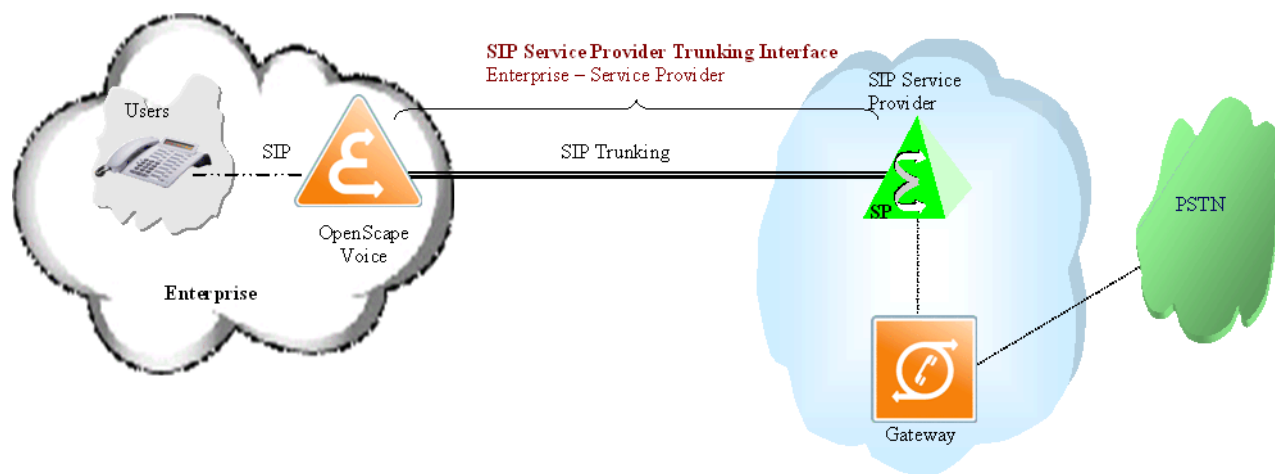 SIP Service Provider Trunking Interface
Enterprise – Service Provider
SIP Service
Provider
Users
SIP
SIP Trunking
SP
PSTN
OpenScape
Voice
Enterprise
Gateway